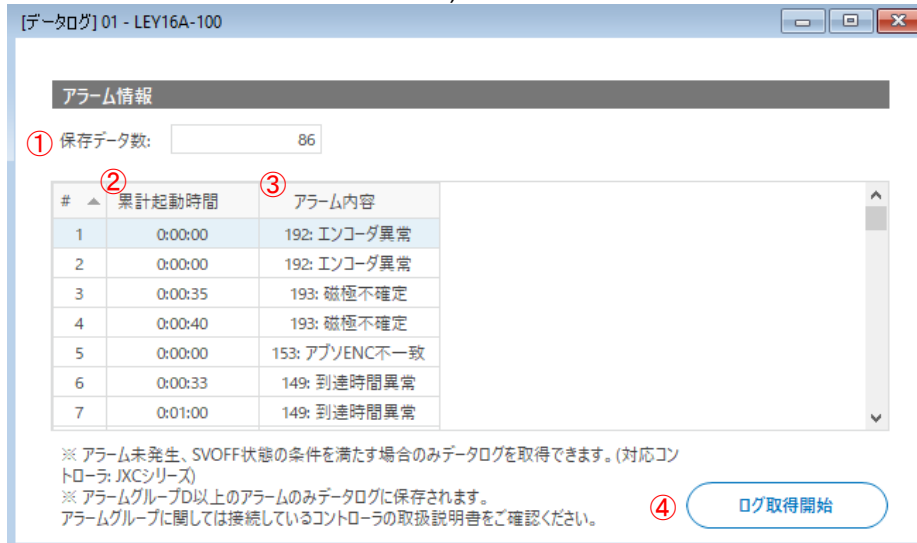 [データログ] 01 - LEY16A-100
アラーム情報
① 保存データ数: 86
② ③
# 累計起動時間 アラーム内容
1 0:00:00 192: エンコーダ異常
2 0:00:00 192: エンコーダ異常
3 0:00:35 193: 磁極不確定
4 0:00:40 193: 磁極不確定
5 0:00:00 153: アブソENC不一致
6 0:00:33 149: 到達時間異常
7 0:01:00 149: 到達時間異常
※ アラーム未発生、SVOFF状態の条件を満たす場合のみデータログを取得できます。(対応コン
トローラ: JXCシリーズ)
※ アラームグループD以上のアラームのみデータログに保存されます。
アラームグループに関しては接続しているコントローラの取扱説明書をご確認ください。
④ ログ取得開始